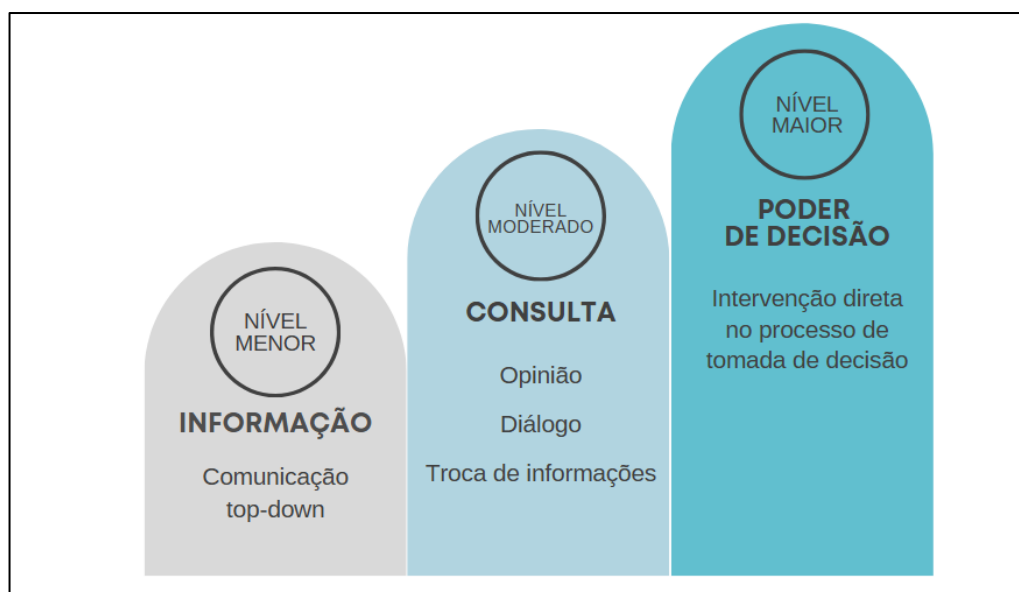 NÍVEL
MENOR
INFORMAÇÃO
Comunicação
top-down
NÍVEL
MODERADO
CONSULTA
Opinião
Diálogo
Troca de informações
NÍVEL
MAIOR
PODER
DE DECISÃO
Intervenção direta
no processo de
tomada de decisão